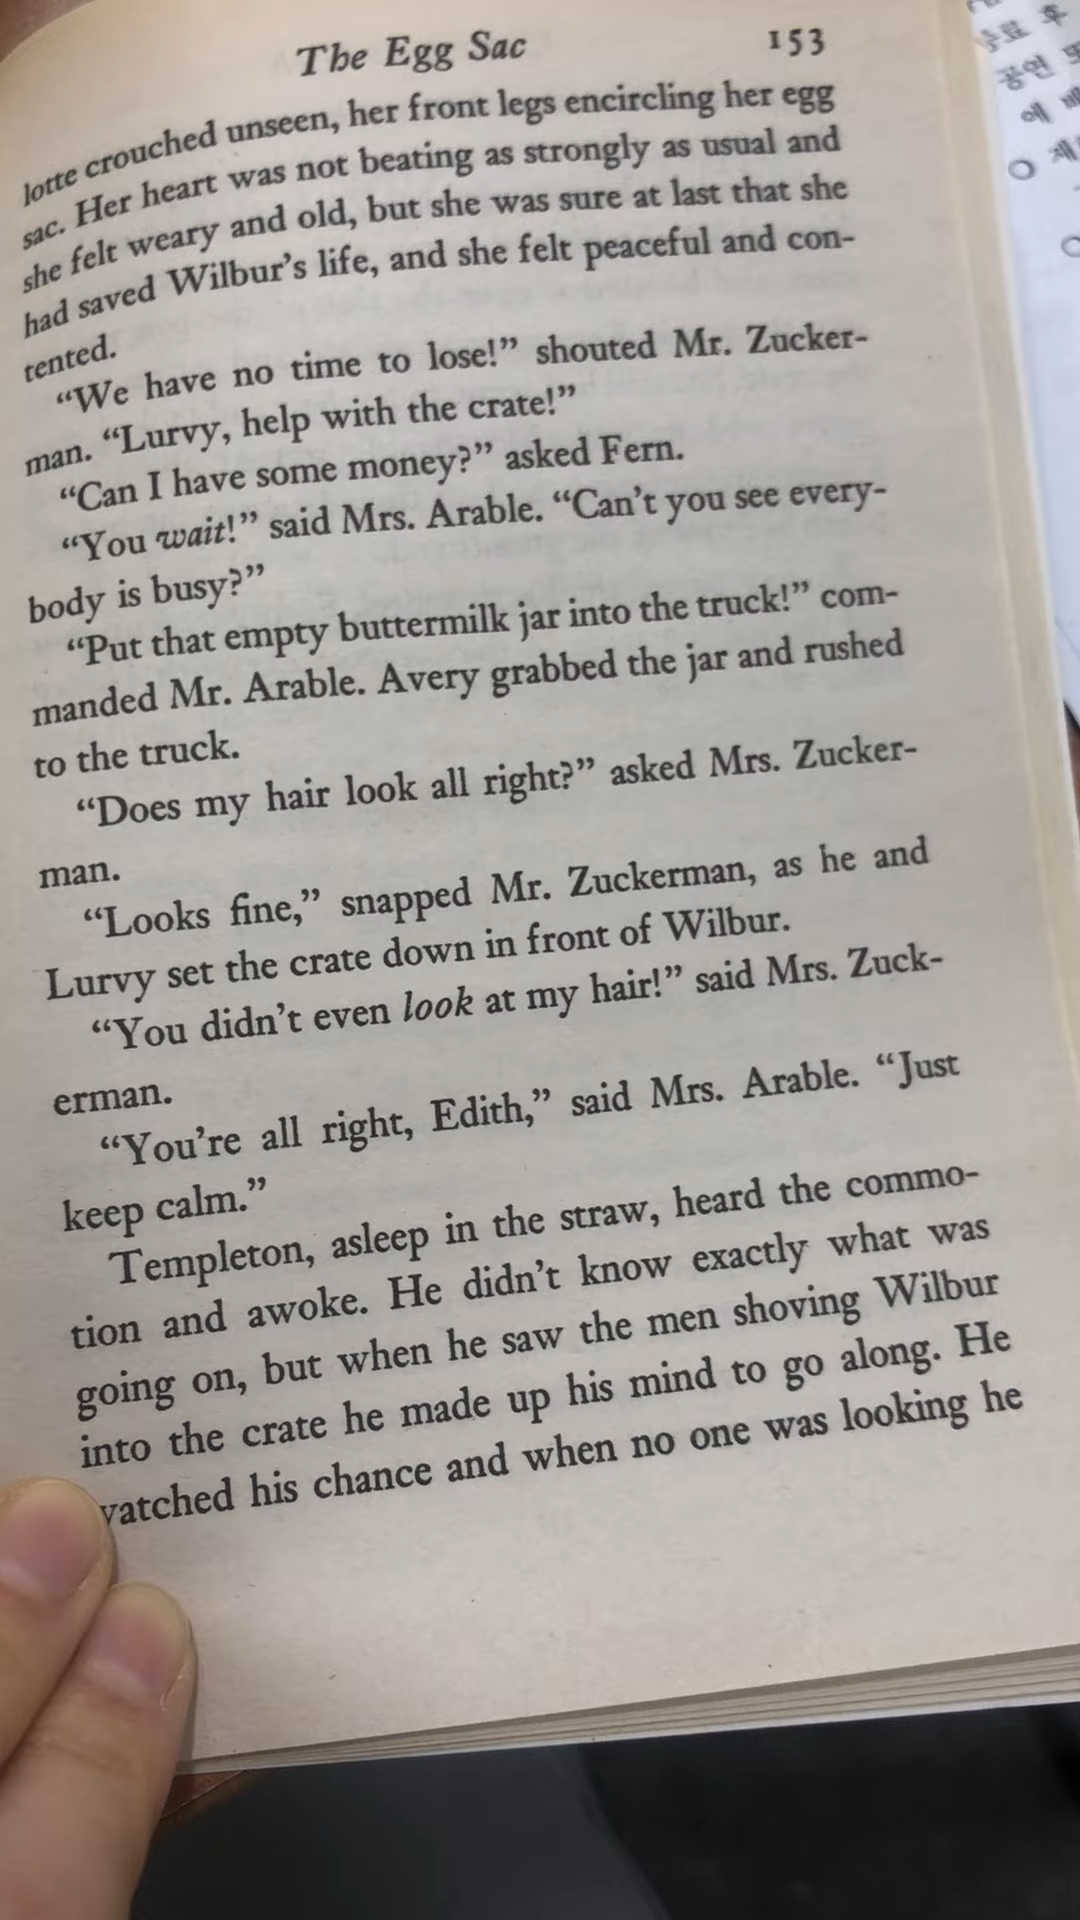 The Egg Sac 153
lotte crouched unseen, her front legs encircling her egg
sac. Her heart was not beating as strongly as usual and
she felt weary and old, but she was sure at last that she
had saved Wilbur's life, and she felt peaceful and con-
tented.
“We have no time to lose!” shouted Mr. Zucker-
man. “Lurvy, help with the crate!”
“Can I have some money?” asked Fern.
“You wait!” said Mrs. Arable. “Can't you see every-
body is busy?”
“Put that empty buttermilk jar into the truck!” com-
manded Mr. Arable. Avery grabbed the jar and rushed
to the truck.
“Does my hair look all right?” asked Mrs. Zucker-
man.
“Looks fine,” snapped Mr. Zuckerman, as he and
Lurvy set the crate down in front of Wilbur.
“You didn't even look at my hair!” said Mrs. Zuck-
erman.
“You're all right, Edith,” said Mrs. Arable. “Just
keep calm.”
Templeton, asleep in the straw, heard the commo-
tion and awoke. He didn't know exactly what was
going on, but when he saw the men shoving Wilbur
into the crate he made up his mind to go along. He
watched his chance and when no one was looking he
공연
에